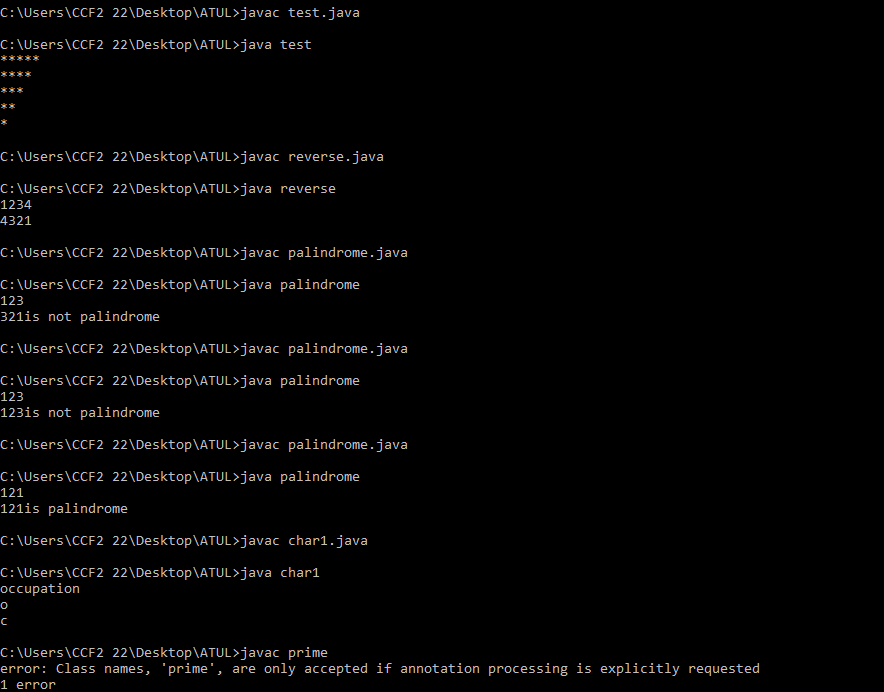 C:\Users\CCF2 22\Desktop\ATUL>javac test.java
C:\Users\CCF2 22\Desktop\ATUL>java test
*****
****
***
**
*
C:\Users\CCF2 22\Desktop\ATUL>javac reverse.java
C:\Users\CCF2 22\Desktop\ATUL>java reverse
1234
4321
C:\Users\CCF2 22\Desktop\ATUL>javac palindrome.java
C:\Users\CCF2 22\Desktop\ATUL>java palindrome
123
321is not palindrome
C:\Users\CCF2 22\Desktop\ATUL>javac palindrome.java
C:\Users\CCF2 22\Desktop\ATUL>java palindrome
123
123is not palindrome
C:\Users\CCF2 22\Desktop\ATUL>javac palindrome.java
C:\Users\CCF2 22\Desktop\ATUL>java palindrome
121
121is palindrome
C:\Users\CCF2 22\Desktop\ATUL>javac char1.java
C:\Users\CCF2 22\Desktop\ATUL>java char1
occupation
o
c
C:\Users\CCF2 22\Desktop\ATUL>javac prime
error: Class names, 'prime', are only accepted if annotation processing is explicitly requested
1 error